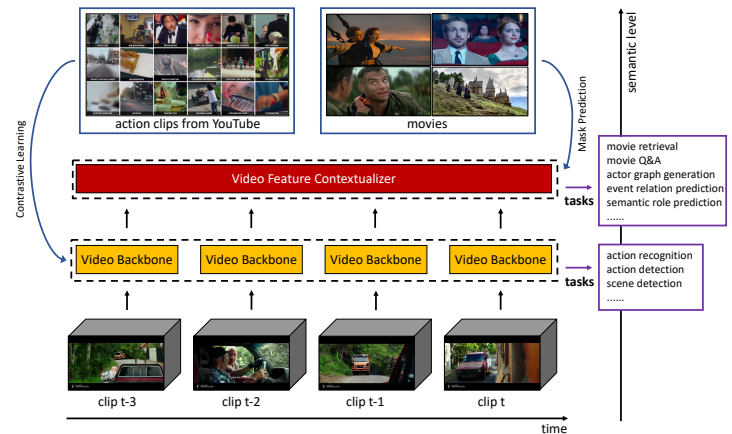 action clips from YouTube
movies
semantic level
Contrastive Learning
Mask Prediction
Video Feature Contextualizer
tasks
movie retrieval
movie Q&A
actor graph generation
event relation prediction
semantic role prediction
......
Video Backbone
Video Backbone
Video Backbone
Video Backbone
tasks
action recognition
action detection
scene detection
......
clip t-3
clip t-2
clip t-1
clip t
time